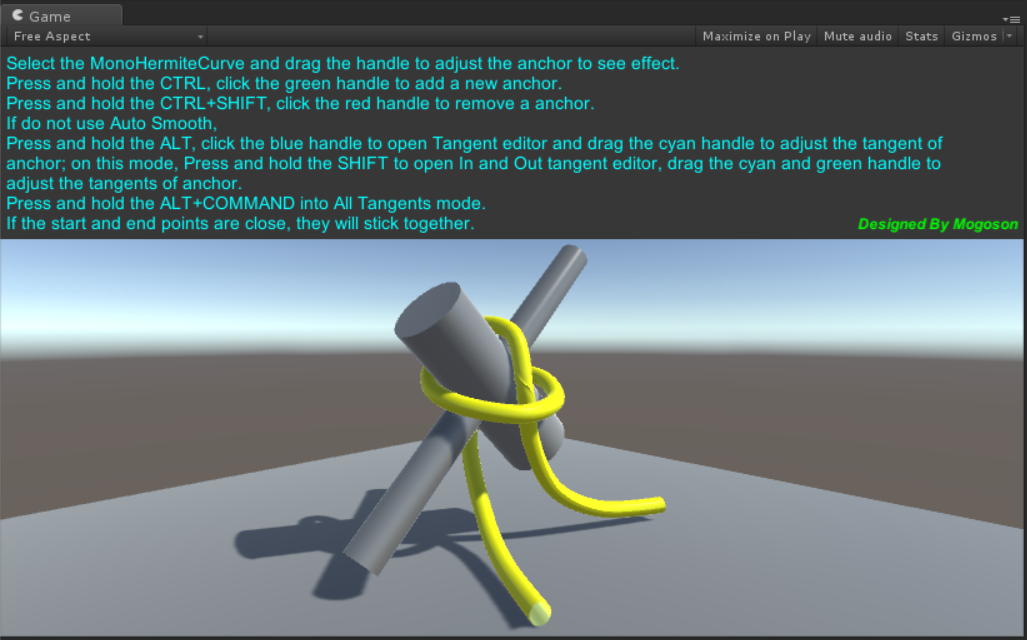 Game
Free Aspect
Maximize on Play Mute audio Stats Gizmos
Select the MonoHermiteCurve and drag the handle to adjust the anchor to see effect.
Press and hold the CTRL, click the green handle to add a new anchor.
Press and hold the CTRL+SHIFT, click the red handle to remove a anchor.
If do not use Auto Smooth,
Press and hold the ALT, click the blue handle to open Tangent editor and drag the cyan handle to adjust the tangent of
anchor; on this mode, Press and hold the SHIFT to open In and Out tangent editor, drag the cyan and green handle to
adjust the tangents of anchor.
Press and hold the ALT+COMMAND into All Tangents mode.
If the start and end points are close, they will stick together.
Designed By Mogoson